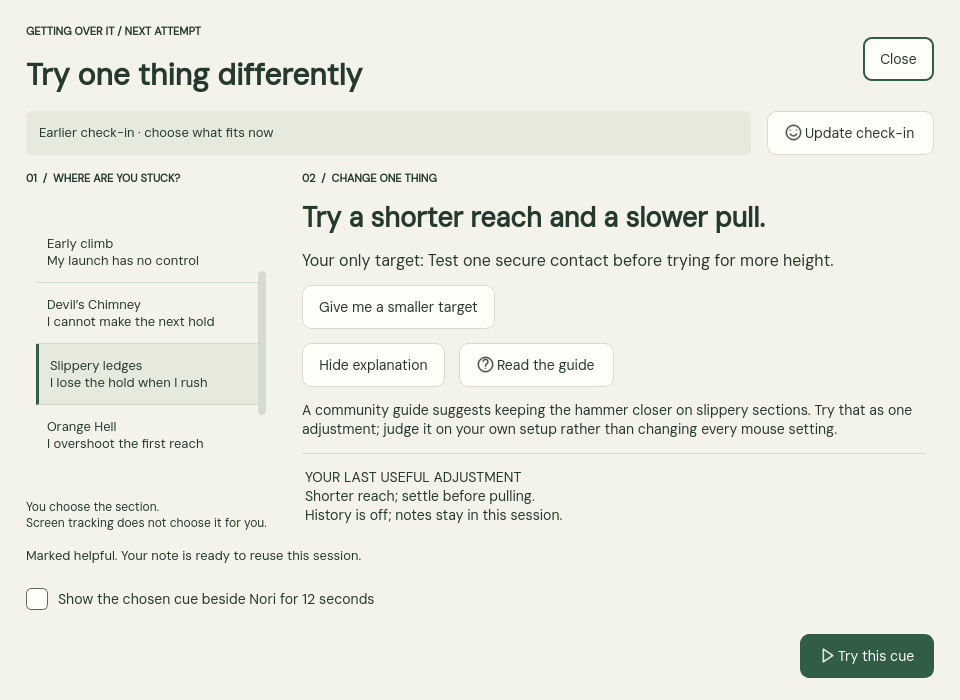 GETTING OVER IT / NEXT ATTEMPT
Try one thing differently
Close
Earlier check-in · choose what fits now
Update check-in
01 / WHERE ARE YOU STUCK?
Early climb
My launch has no control
Devil’s Chimney
I cannot make the next hold
Slippery ledges
I lose the hold when I rush
Orange Hell
I overshoot the first reach
You choose the section.
Screen tracking does not choose it for you.
02 / CHANGE ONE THING
Try a shorter reach and a slower pull.
Your only target: Test one secure contact before trying for more height.
Give me a smaller target
Hide explanation
Read the guide
A community guide suggests keeping the hammer closer on slippery sections. Try that as one
adjustment; judge it on your own setup rather than changing every mouse setting.
YOUR LAST USEFUL ADJUSTMENT
Shorter reach; settle before pulling.
History is off; notes stay in this session.
Marked helpful. Your note is ready to reuse this session.
Show the chosen cue beside Nori for 12 seconds
Try this cue